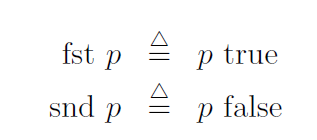 fst p ≜ p true
snd p ≜ p false